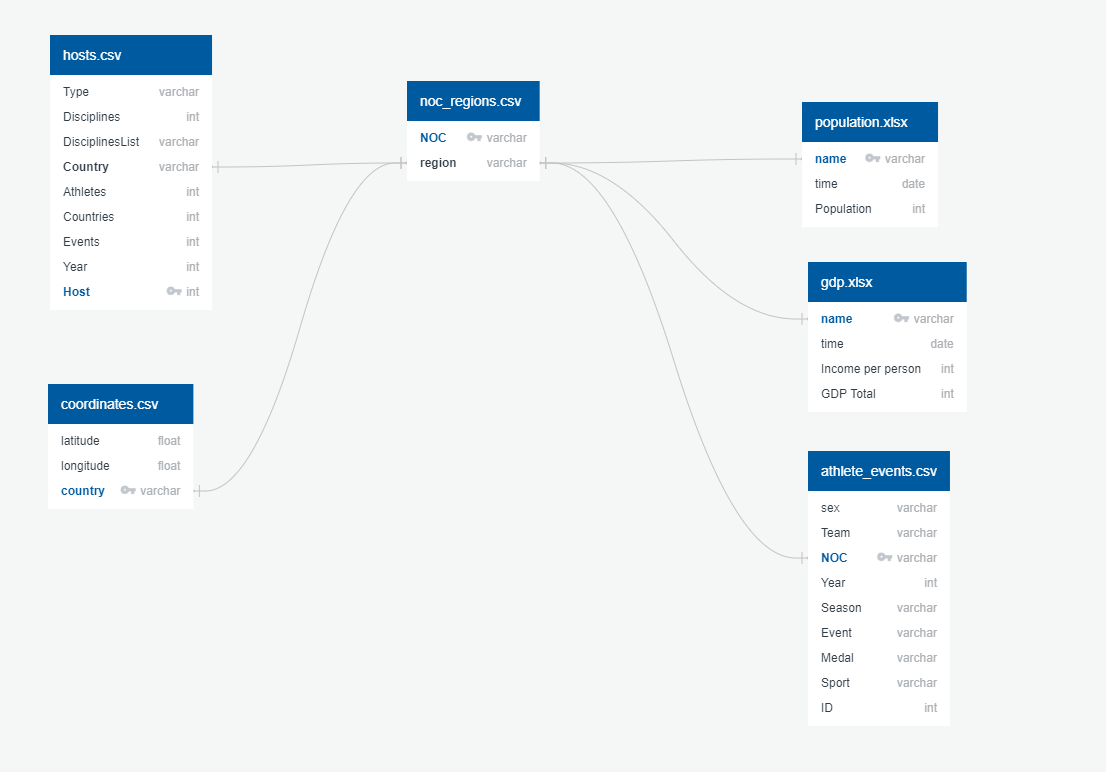 hosts.csv
Type varchar
Disciplines int
DisciplinesList varchar
Country varchar
Athletes int
Countries int
Events int
Year int
Host int
coordinates.csv
latitude float
longitude float
country varchar
noc_regions.csv
NOC varchar
region varchar
population.xlsx
name varchar
time date
Population int
gdp.xlsx
name varchar
time date
Income per person int
GDP Total int
athlete_events.csv
sex varchar
Team varchar
NOC varchar
Year int
Season varchar
Event varchar
Medal varchar
Sport varchar
ID int